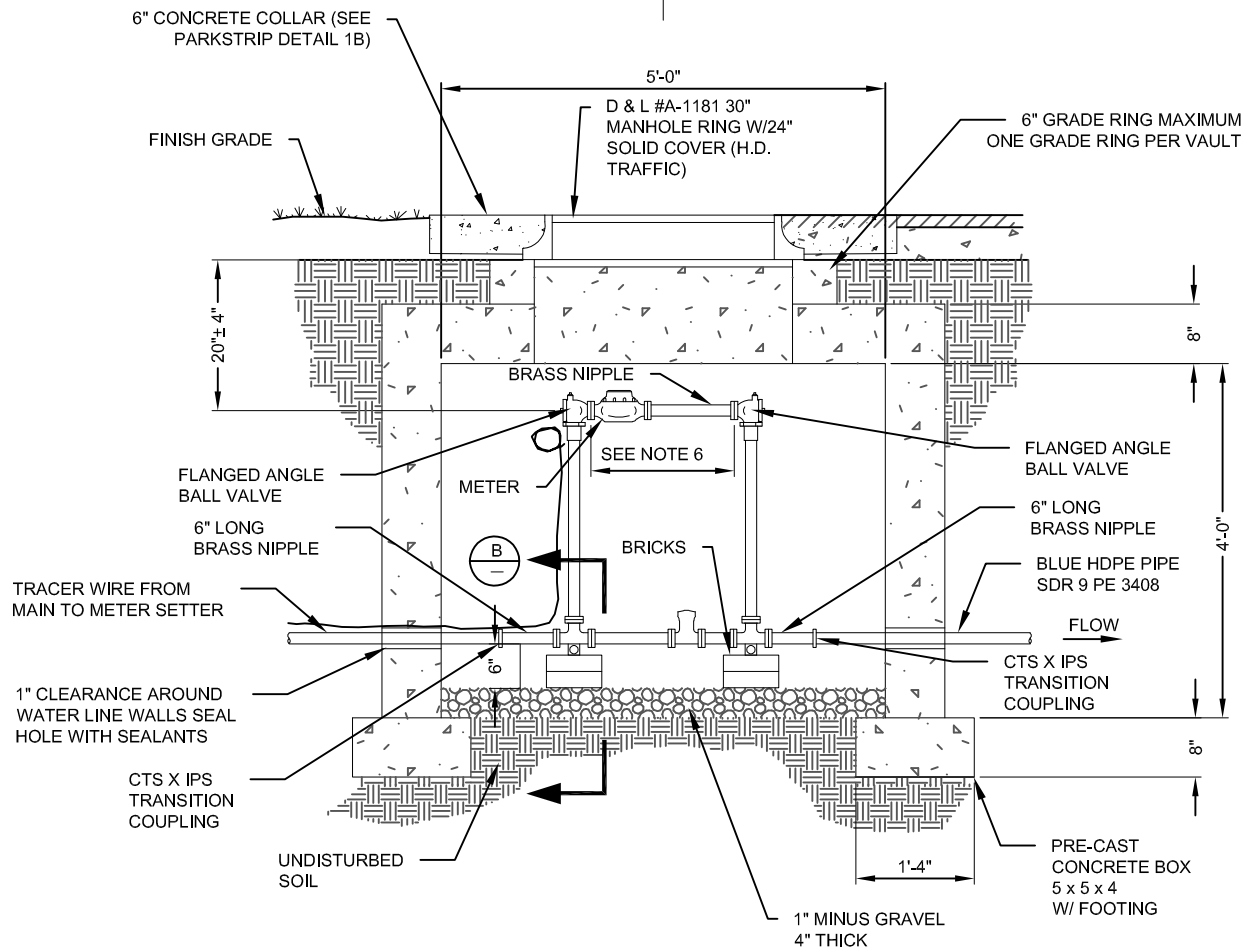 6" CONCRETE COLLAR (SEE
PARKSTRIP DETAIL 1B)
5'-0"
D & L #A-1181 30"
MANHOLE RING W/24"
SOLID COVER (H.D.
TRAFFIC)
6" GRADE RING MAXIMUM
ONE GRADE RING PER VAULT
FINISH GRADE
20"± 4"
8"
BRASS NIPPLE
FLANGED ANGLE
BALL VALVE
METER
SEE NOTE 6
FLANGED ANGLE
BALL VALVE
6" LONG
BRASS NIPPLE
B
BRICKS
6" LONG
BRASS NIPPLE
4'-0"
TRACER WIRE FROM
MAIN TO METER SETTER
BLUE HDPE PIPE
SDR 9 PE 3408
FLOW
6"
1" CLEARANCE AROUND
WATER LINE WALLS SEAL
HOLE WITH SEALANTS
CTS X IPS
TRANSITION
COUPLING
8"
CTS X IPS
TRANSITION
COUPLING
UNDISTURBED
SOIL
1'-4"
PRE-CAST
CONCRETE BOX
5 x 5 x 4
W/ FOOTING
1" MINUS GRAVEL
4" THICK